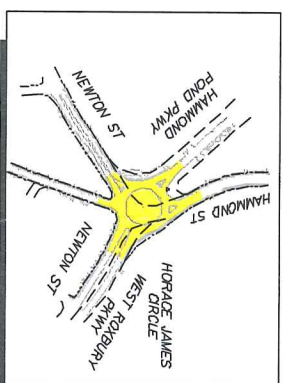 NEWTON ST
HAMMOND
POND PKWY
HAMMOND ST
NEWTON ST
WEST ROXBURY
PKWY
HORACE JAMES
CIRCLE